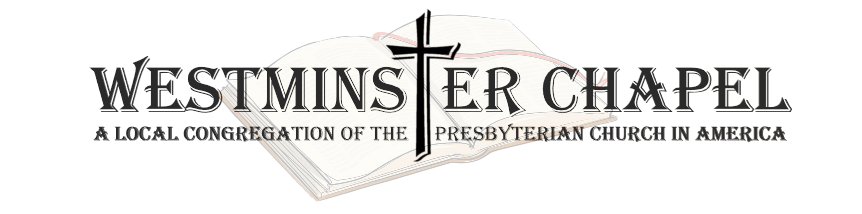 WESTMINSTER CHAPEL
A LOCAL CONGREGATION OF THE PRESBYTERIAN CHURCH IN AMERICA